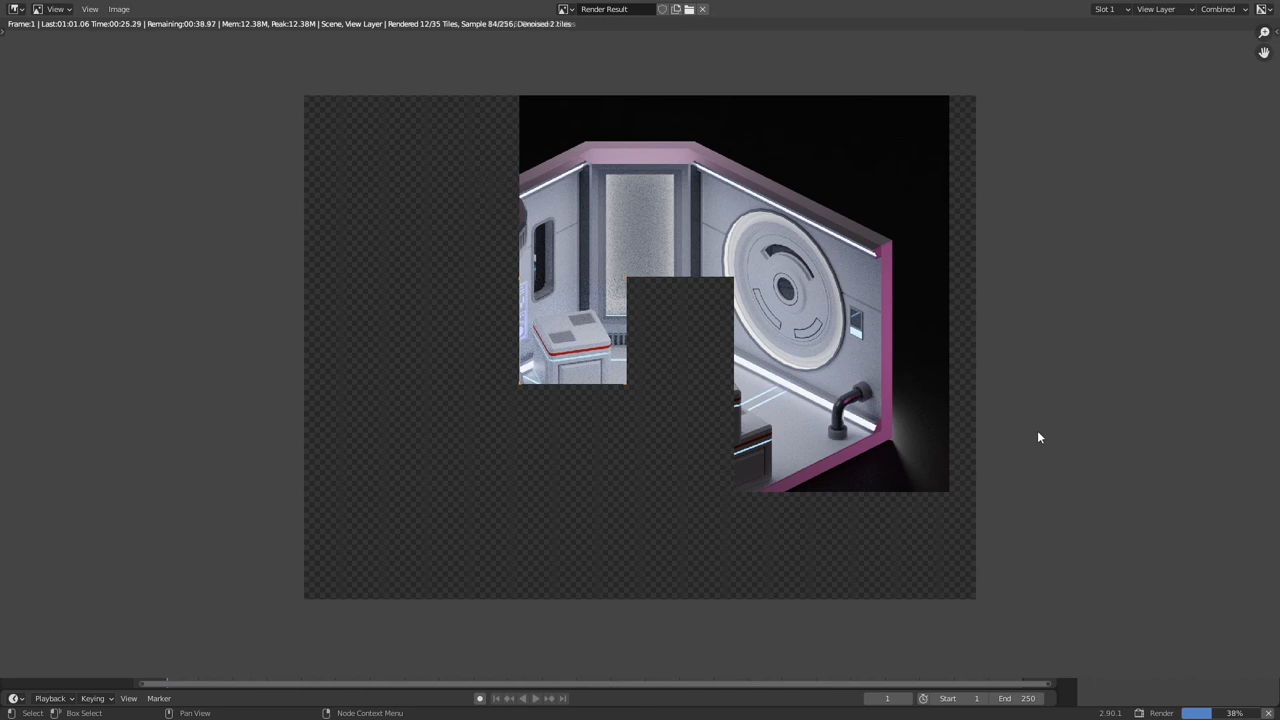 View View Image Render Result Slot 1 View Layer Combined
Frame:1 | Last:01:01.06 Time:00:25.29 | Remaining:00:38.97 | Mem:12.38M, Peak:12.38M | Scene, View Layer | Rendered 12/35 Tiles, Sample 84/256, Denoised 2 tiles
Playback Keying View Marker 1 Start 1 End 250
Select Box Select Pan View Node Context Menu 2.90.1 Render 38%